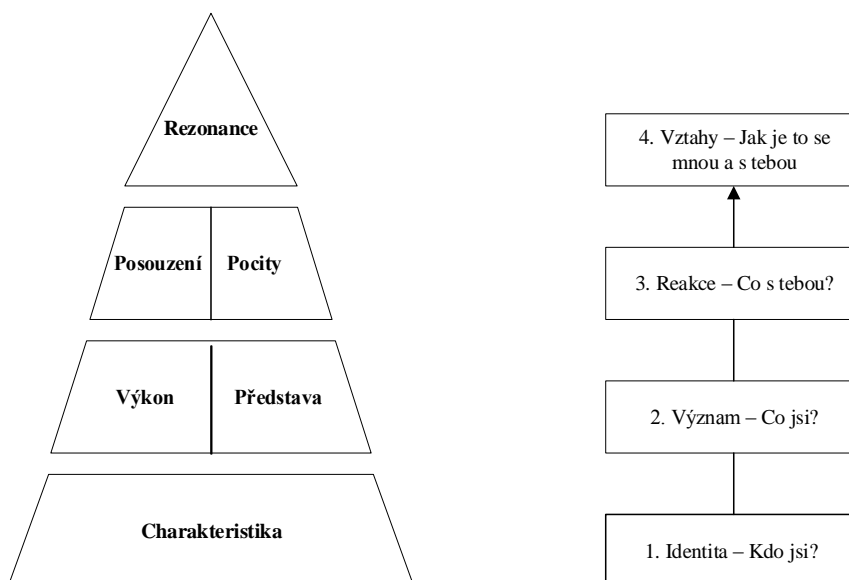 Rezonance
4. Vztahy – Jak je to se
mnou a s tebou
Posouzení
Pocity
3. Reakce – Co s tebou?
Výkon
Představa
2. Význam – Co jsi?
Charakteristika
1. Identita – Kdo jsi?